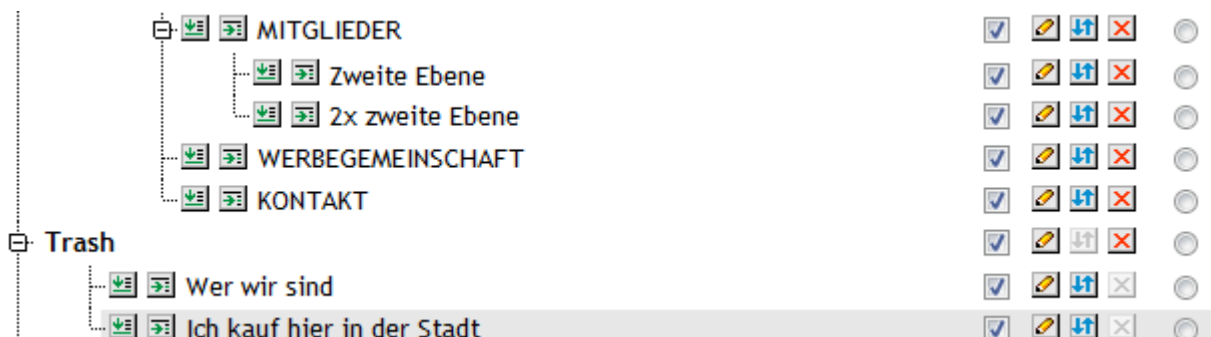 MITGLIEDER
Zweite Ebene
2x zweite Ebene
WERBEGEMEINSCHAFT
KONTAKT
Trash
Wer wir sind
Ich kauf hier in der Stadt